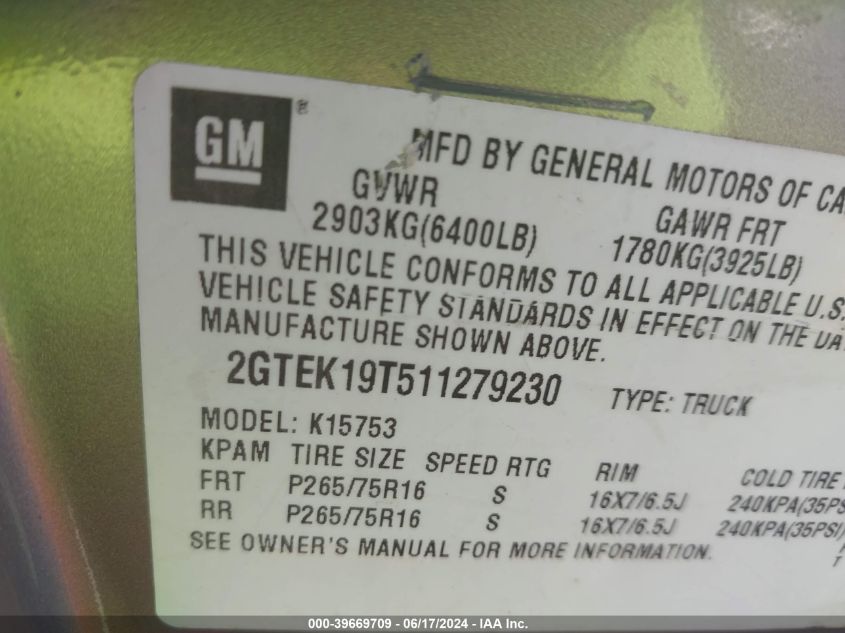 GM ®
MFD BY GENERAL MOTORS OF CA
GVWR GAWR FRT
2903KG(6400LB) 1780KG(3925LB)
THIS VEHICLE CONFORMS TO ALL APPLICABLE U.S.
VEHICLE SAFETY STANDARDS IN EFFECT ON THE DA
MANUFACTURE SHOWN ABOVE.
2GTEK19T511279230 TYPE: TRUCK
MODEL: K15753
KPAM TIRE SIZE SPEED RTG RIM COLD TIRE
FRT P265/75R16 S 16X7/6.5J 240KPA(35PS
RR P265/75R16 S 16X7/6.5J 240KPA(35PSI)
SEE OWNER'S MANUAL FOR MORE INFORMATION.
T
000-39669709 - 06/17/2024 - IAA Inc.